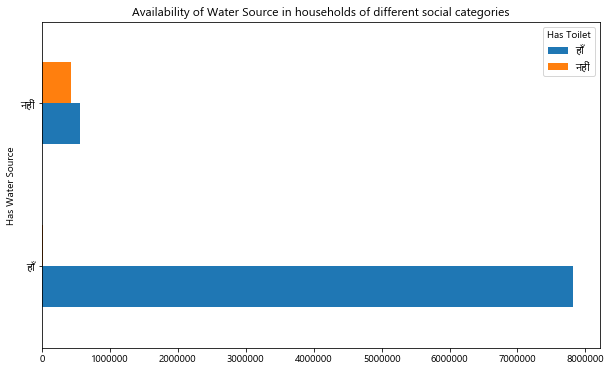 Availability of Water Source in households of different social categories
Has Toilet
हाँ
नही
Has Water Source
नही
हाँ
0 1000000 2000000 3000000 4000000 5000000 6000000 7000000 8000000